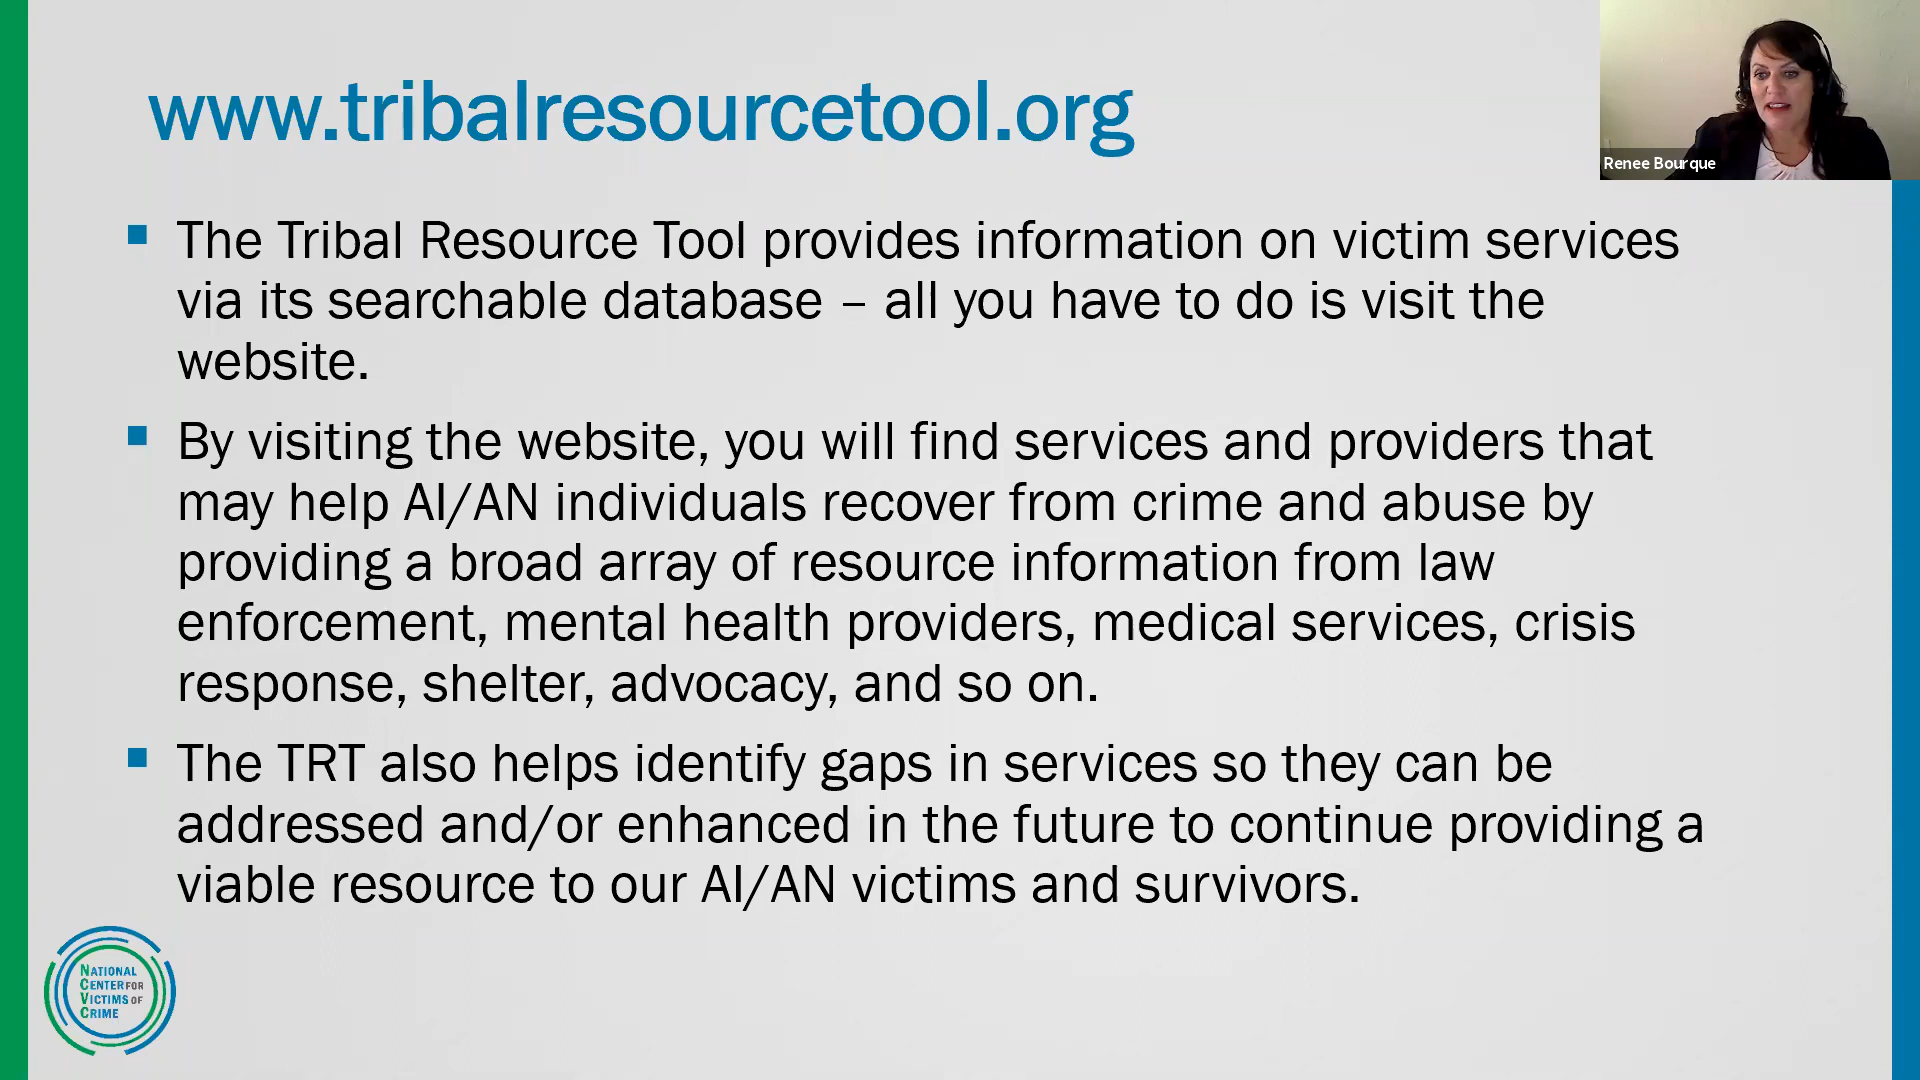 www.tribalresourcetool.org
Renee Bourque
▪ The Tribal Resource Tool provides information on victim services
via its searchable database – all you have to do is visit the
website.
▪ By visiting the website, you will find services and providers that
may help AI/AN individuals recover from crime and abuse by
providing a broad array of resource information from law
enforcement, mental health providers, medical services, crisis
response, shelter, advocacy, and so on.
▪ The TRT also helps identify gaps in services so they can be
addressed and/or enhanced in the future to continue providing a
viable resource to our AI/AN victims and survivors.
NATIONAL
CENTER FOR
VICTIMS OF
CRIME